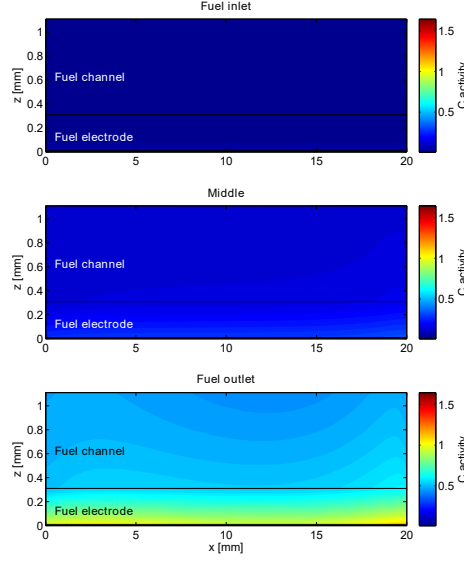 Fuel inlet
1
0.8
0.6
0.4
0.2
0
z [mm]
Fuel channel
Fuel electrode
0 5 10 15 20
1.5
1
0.5
C activity
Middle
1
0.8
0.6
0.4
0.2
0
z [mm]
Fuel channel
Fuel electrode
0 5 10 15 20
1.5
1
0.5
C activity
Fuel outlet
1
0.8
0.6
0.4
0.2
0
z [mm]
Fuel channel
Fuel electrode
0 5 10 15 20
x [mm]
1.5
1
0.5
C activity